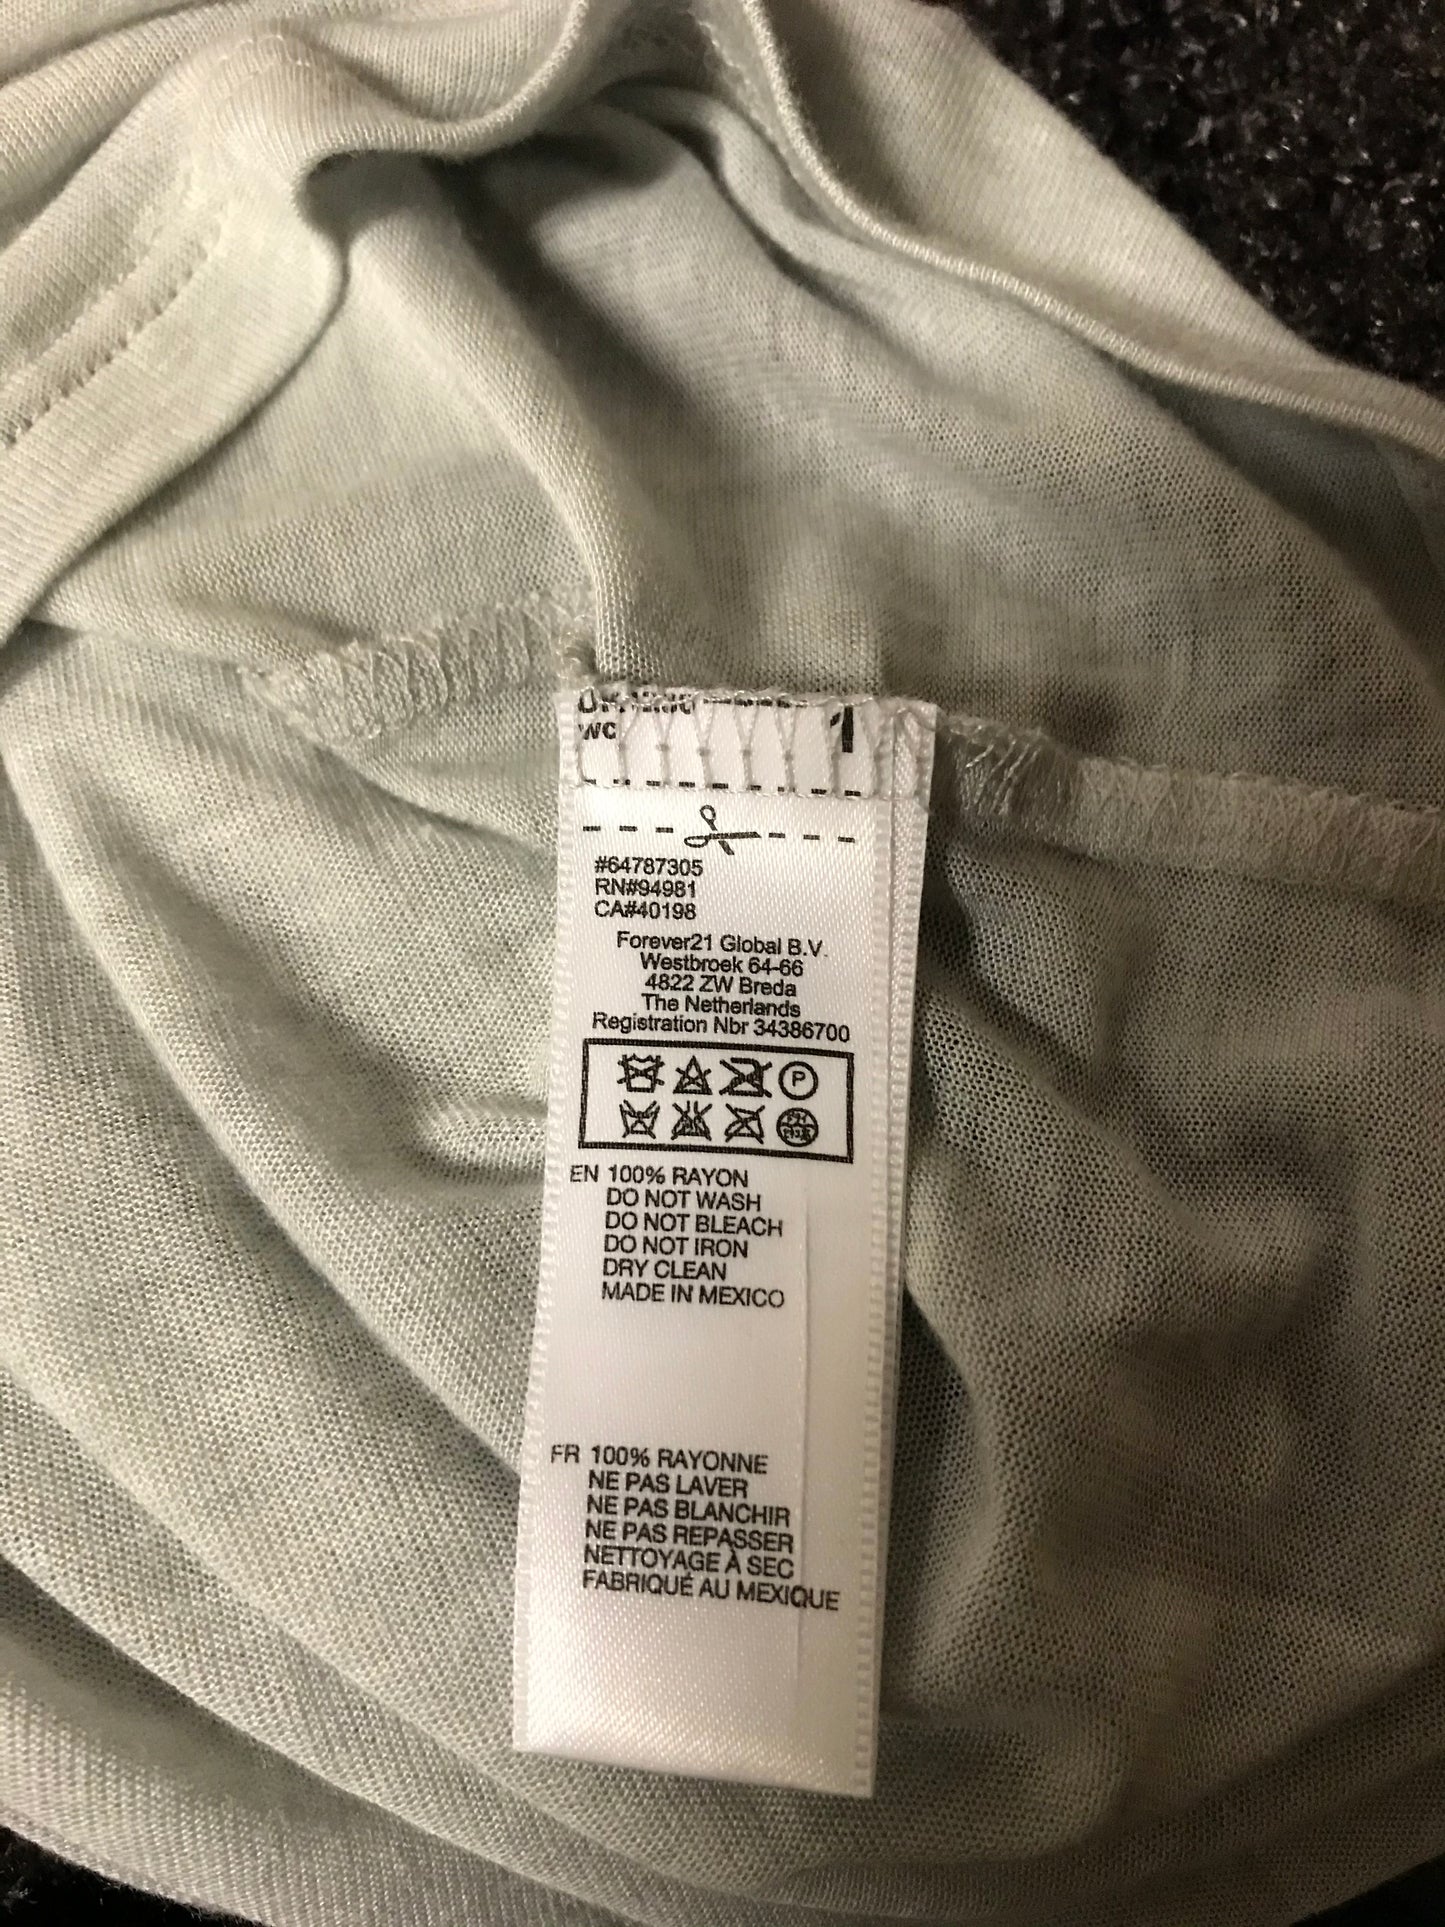 WC 1
#64787305
RN#94981
CA#40198
Forever21 Global B.V.
Westbroek 64-66
4822 ZW Breda
The Netherlands
Registration Nbr 34386700
P
EN 100% RAYON
DO NOT WASH
DO NOT BLEACH
DO NOT IRON
DRY CLEAN
MADE IN MEXICO
FR 100% RAYONNE
NE PAS LAVER
NE PAS BLANCHIR
NE PAS REPASSER
NETTOYAGE À SEC
FABRIQUÉ AU MEXIQUE